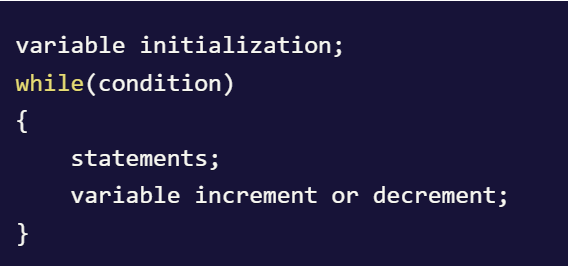 variable initialization;
while(condition)
{
    statements;
    variable increment or decrement;
}